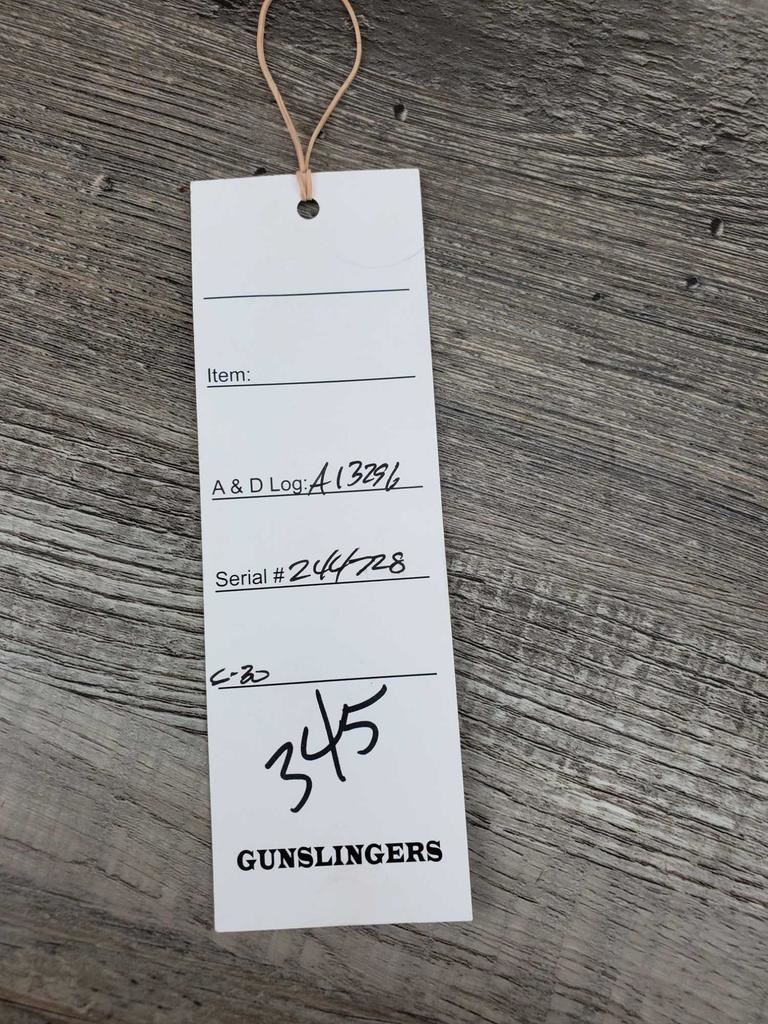 Item:
A & D Log: A13296
Serial # 244728
C-30
345
GUNSLINGERS